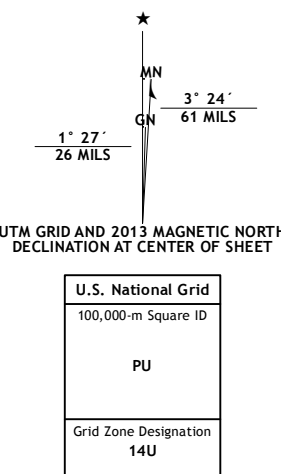 ★
MN
3° 24´
61 MILS
GN
1° 27´
26 MILS
UTM GRID AND 2013 MAGNETIC NORTH
DECLINATION AT CENTER OF SHEET
U.S. National Grid
100,000-m Square ID
PU
Grid Zone Designation
14U